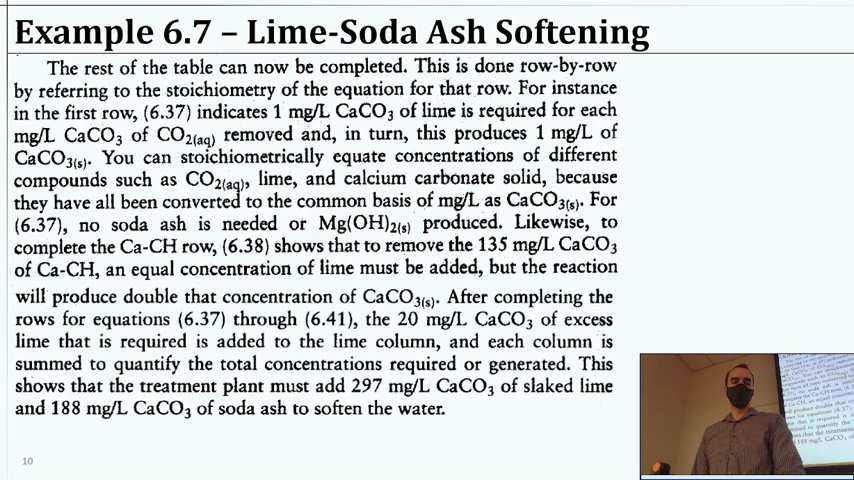 Example 6.7 – Lime-Soda Ash Softening
The rest of the table can now be completed. This is done row-by-row
by referring to the stoichiometry of the equation for that row. For instance
in the first row, (6.37) indicates 1 mg/L CaCO3 of lime is required for each
mg/L CaCO3 of CO2(aq) removed and, in turn, this produces 1 mg/L of
CaCO3(s). You can stoichiometrically equate concentrations of different
compounds such as CO2(aq), lime, and calcium carbonate solid, because
they have all been converted to the common basis of mg/L as CaCO3(s). For
(6.37), no soda ash is needed or Mg(OH)2(s) produced. Likewise, to
complete the Ca-CH row, (6.38) shows that to remove the 135 mg/L CaCO3
of Ca-CH, an equal concentration of lime must be added, but the reaction
will produce double that concentration of CaCO3(s). After completing the
rows for equations (6.37) through (6.41), the 20 mg/L CaCO3 of excess
lime that is required is added to the lime column, and each column is
summed to quantify the total concentrations required or generated. This
shows that the treatment plant must add 297 mg/L CaCO3 of slaked lime
and 188 mg/L CaCO3 of soda ash to soften the water.
10